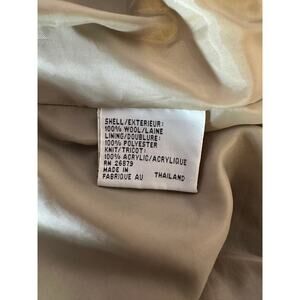 SHELL/EXTERIEUR:
100% WOOL/LAINE
LINING/DOUBLURE:
100% POLYESTER
KNIT/TRICOT:
100% ACRYLIC/ACRYLIQUE
RN 26979
MADE IN
FABRIQUE AU THAILAND